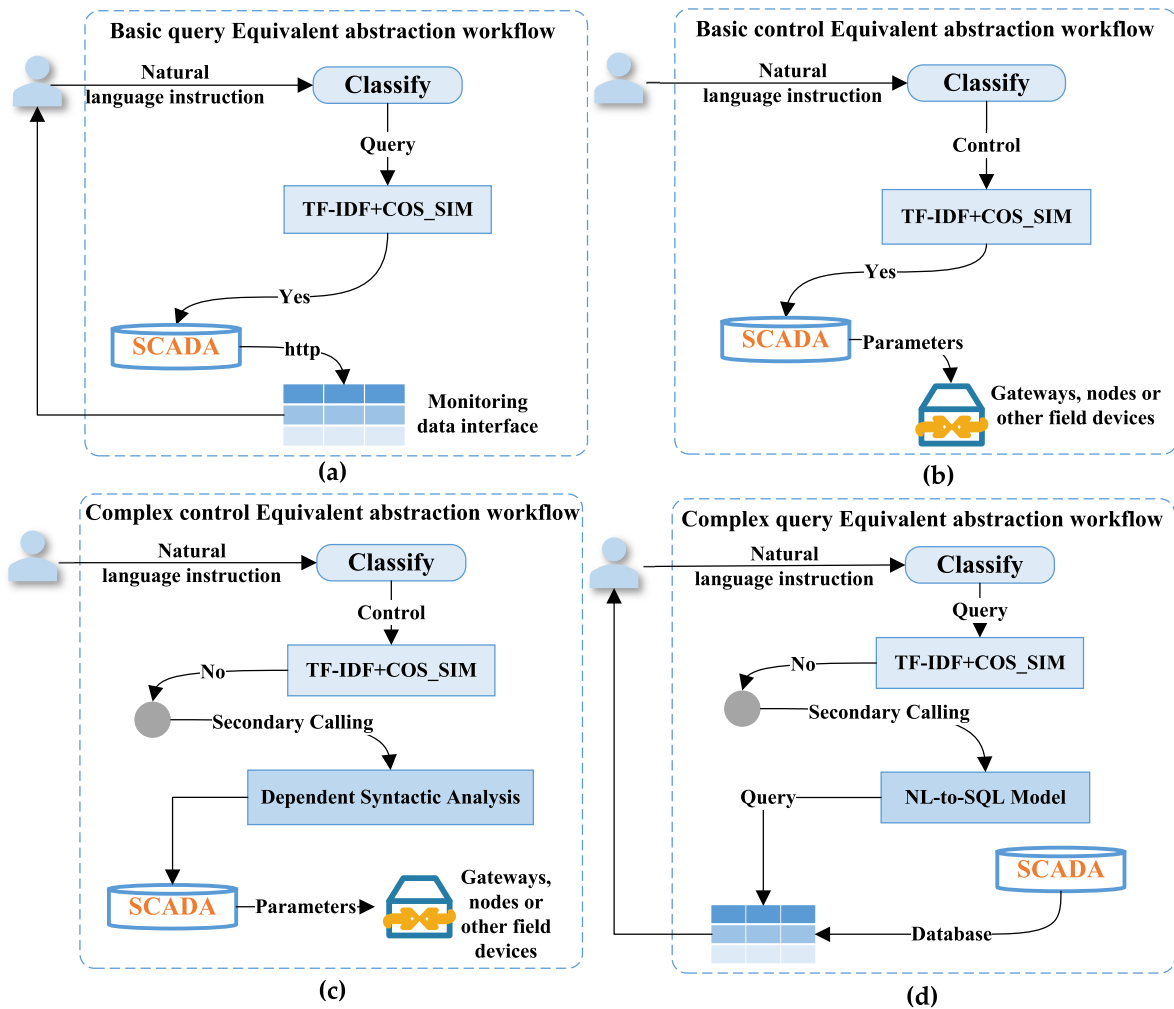 Basic query Equivalent abstraction workflow
Natural
language instruction
Classify
Query
TF-IDF+COS_SIM
Yes
SCADA
http
Monitoring
data interface
(a)
Basic control Equivalent abstraction workflow
Natural
language instruction
Classify
Control
TF-IDF+COS_SIM
Yes
SCADA
Parameters
Gateways, nodes or
other field devices
(b)
Complex control Equivalent abstraction workflow
Natural
language instruction
Classify
Control
TF-IDF+COS_SIM
No
Secondary Calling
Dependent Syntactic Analysis
SCADA
Parameters
Gateways,
nodes or
other field
devices
(c)
Complex query Equivalent abstraction workflow
Natural
language instruction
Classify
Query
TF-IDF+COS_SIM
No
Secondary Calling
Query
NL-to-SQL Model
SCADA
Database
(d)